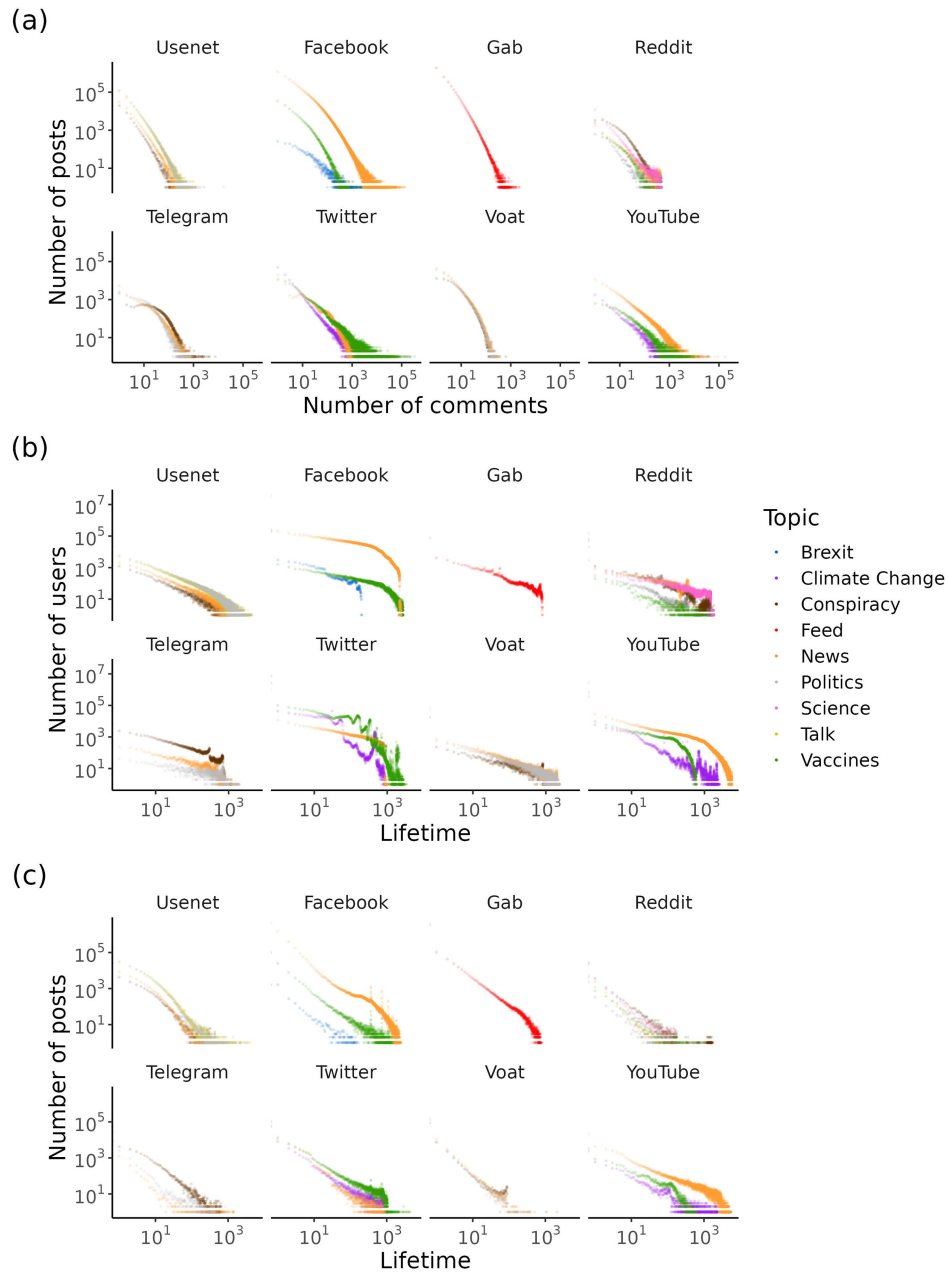 (a)
Usenet Facebook Gab Reddit
Number of posts
10^5
10^3
10^1
Telegram Twitter Voat YouTube
10^5
10^3
10^1
10^1 10^3 10^5 10^1 10^3 10^5 10^1 10^3 10^5 10^1 10^3 10^5
Number of comments
(b)
Usenet Facebook Gab Reddit
Number of users
10^7
10^5
10^3
10^1
Telegram Twitter Voat YouTube
10^7
10^5
10^3
10^1
10^1 10^3 10^1 10^3 10^1 10^3 10^1 10^3
Lifetime
Topic
Brexit
Climate Change
Conspiracy
Feed
News
Politics
Science
Talk
Vaccines
(c)
Usenet Facebook Gab Reddit
Number of posts
10^5
10^3
10^1
Telegram Twitter Voat YouTube
10^5
10^3
10^1
10^1 10^3 10^1 10^3 10^1 10^3 10^1 10^3
Lifetime